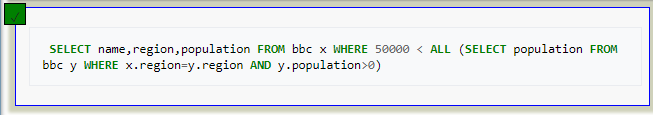 SELECT name,region,population FROM bbc x WHERE 50000 < ALL (SELECT population FROM
bbc y WHERE x.region=y.region AND y.population>0)